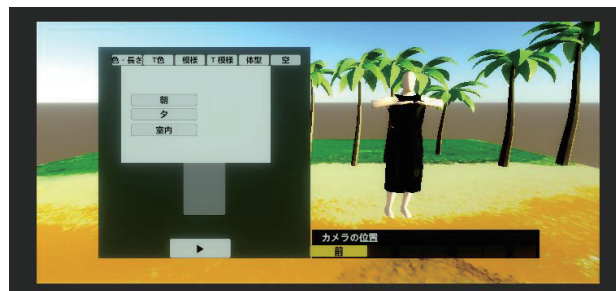 色・長さ T色 模様 T模様 体型 空
朝
夕
室内
カメラの位置
前